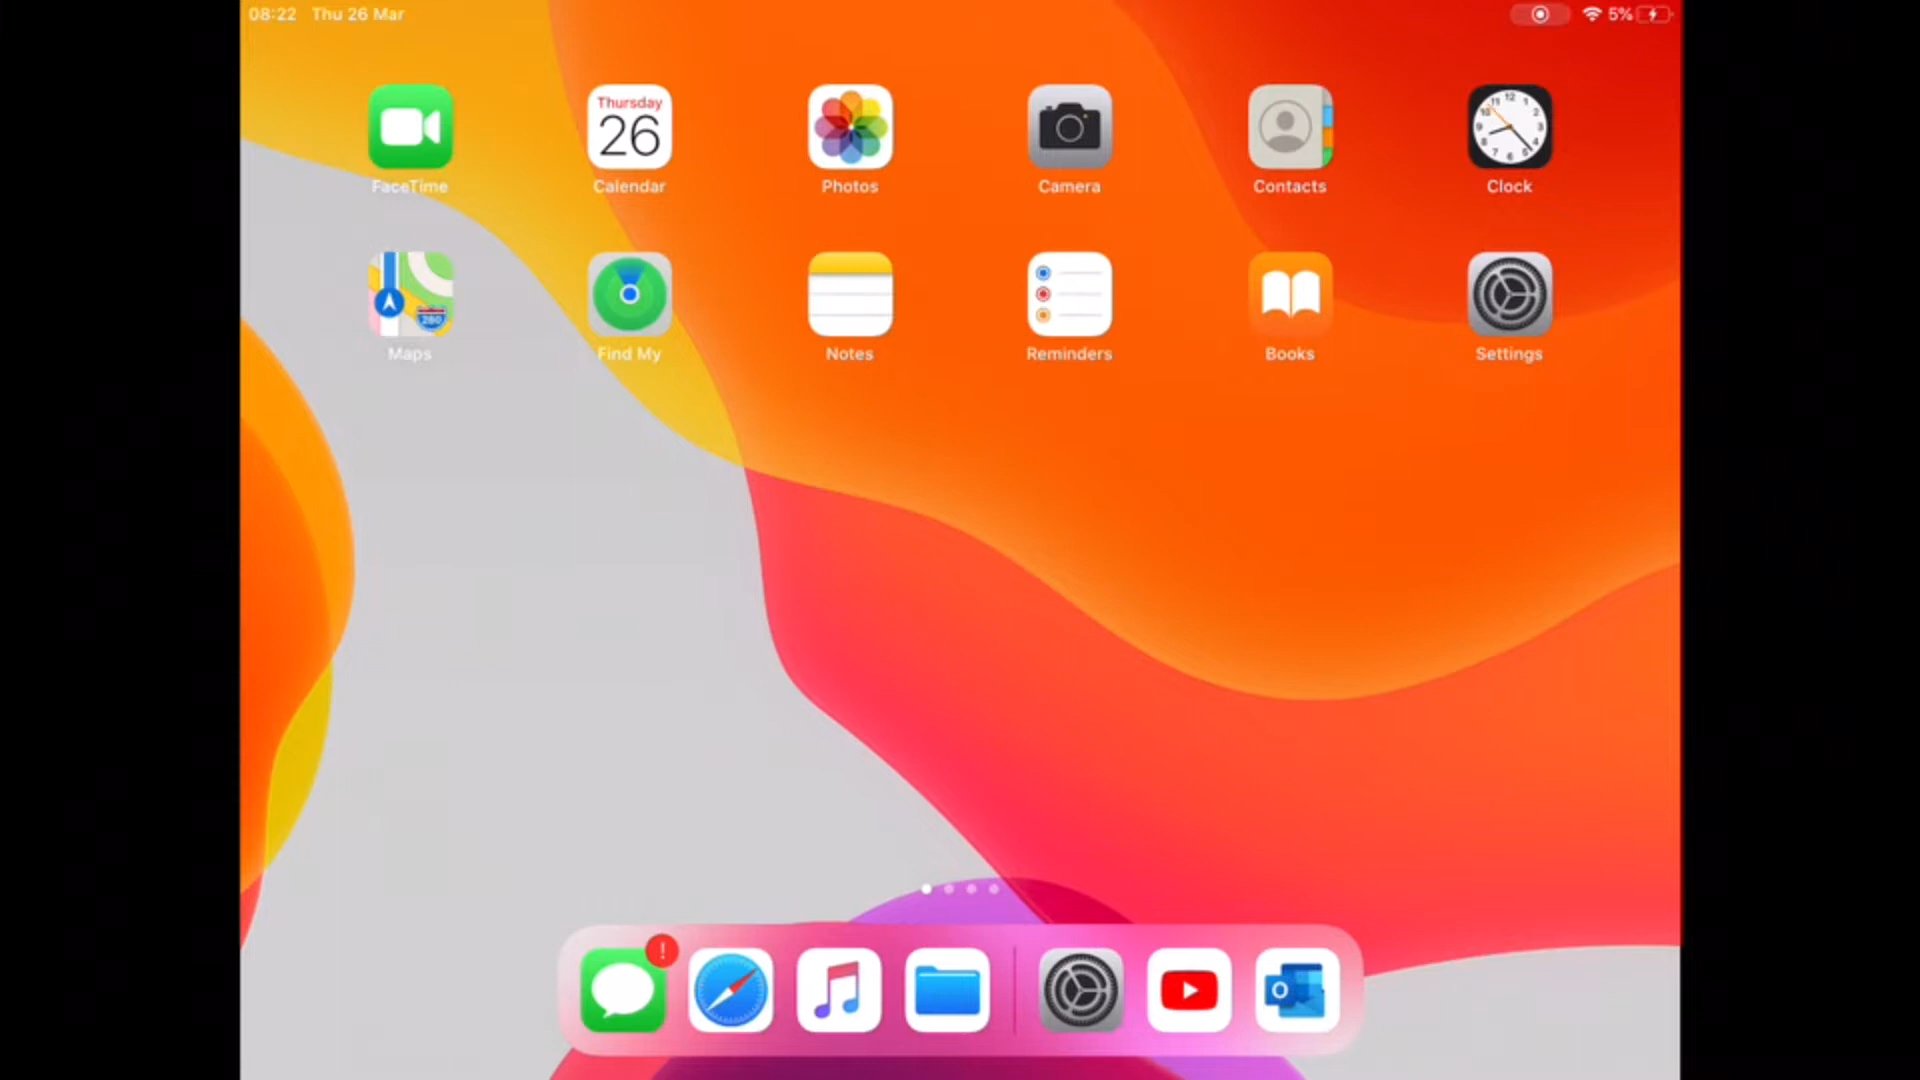 08:22 Thu 26 Mar 5%
Thursday
26
FaceTime Calendar Photos Camera Contacts Clock
280
Maps Find My Notes Reminders Books Settings
!